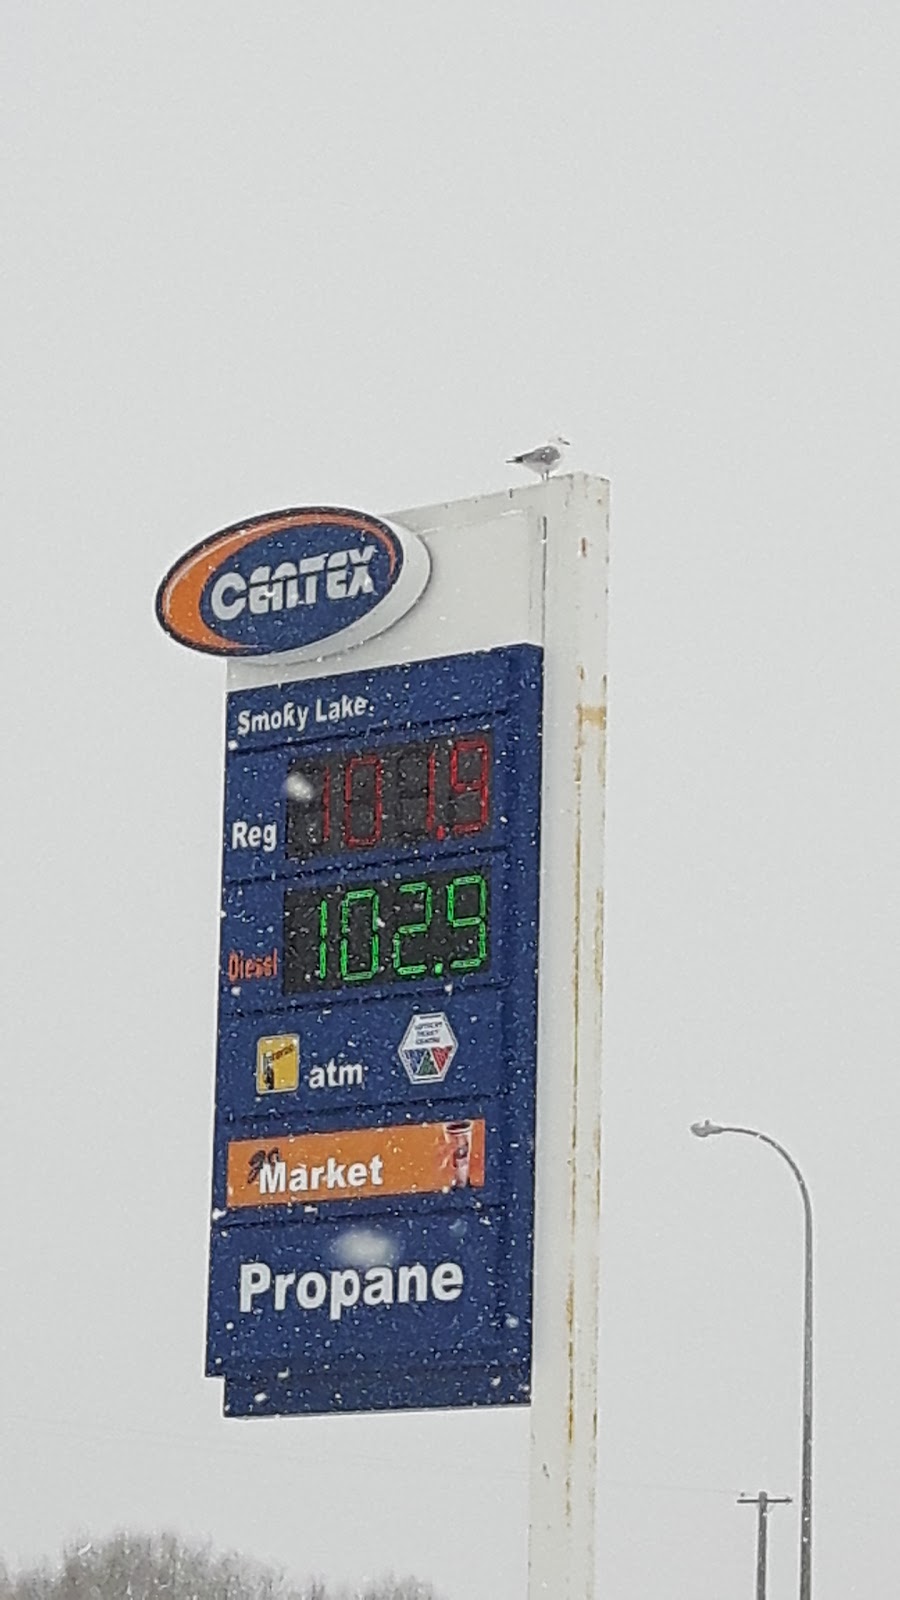 CENTEX
Smoky Lake
Reg 101.9
Diesel 102.9
atm
Market
Propane